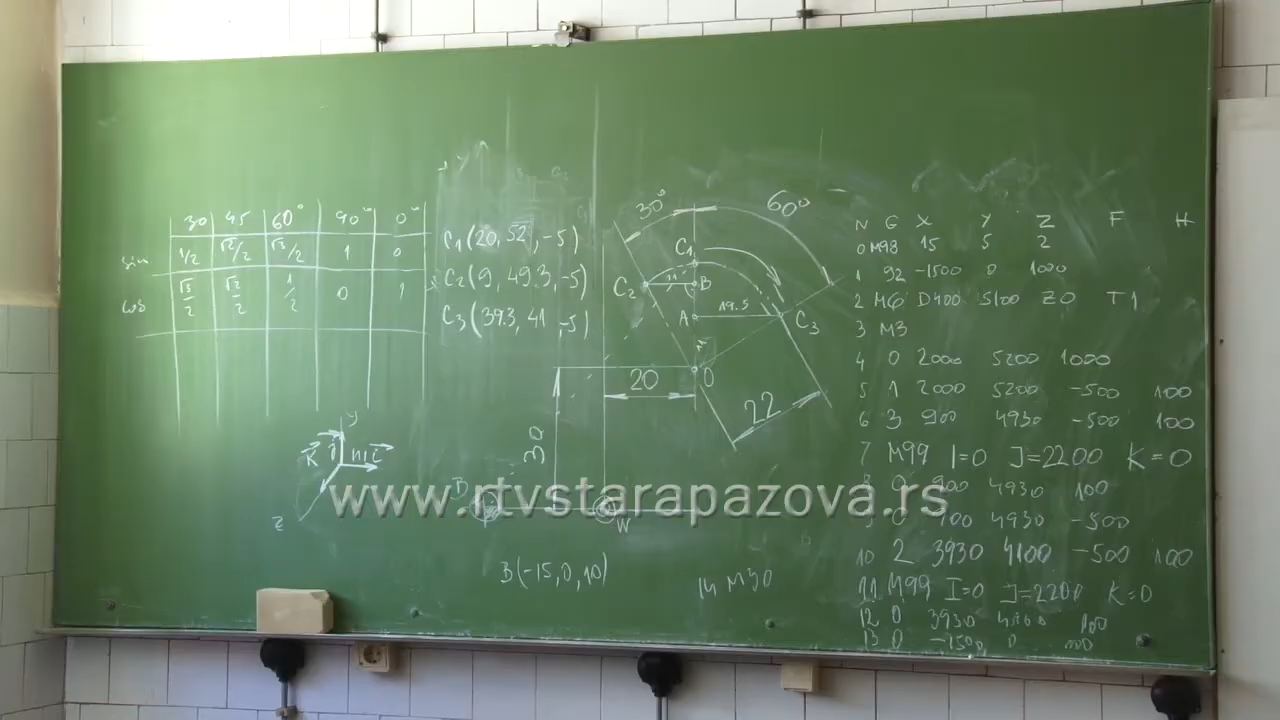 30 45 60° 90° 0°
sin 1/2 √2/2 √3/2 1 0
cos √3/2 √2/2 1/2 0 1
C1(20, 52, -5)
C2(9, 49.3, -5)
C3(39.3, 41, -5)
y
z
30° 60°
C1
C2 11 B
A 19.5 C3
O
20
22
30
B
W
B(-15,0,10)
14 M30
N G X Y Z F H
0 M98 15 5 2
1 92 -1500 0 1000
2 M6 D400 S100 Z0 T1
3 M3
4 0 2000 5200 1000
5 1 2000 5200 -500 100
6 3 900 4930 -500 100
7 M99 I=0 J=2200 K=0
8 0 900 4930 100
9 0 900 4930 -500
10 2 3930 4100 -500 100
11 M99 I=0 J=2200 K=0
12 0 3930 4100 100
13 0 -1500 0
www.rtvstarapazova.rs